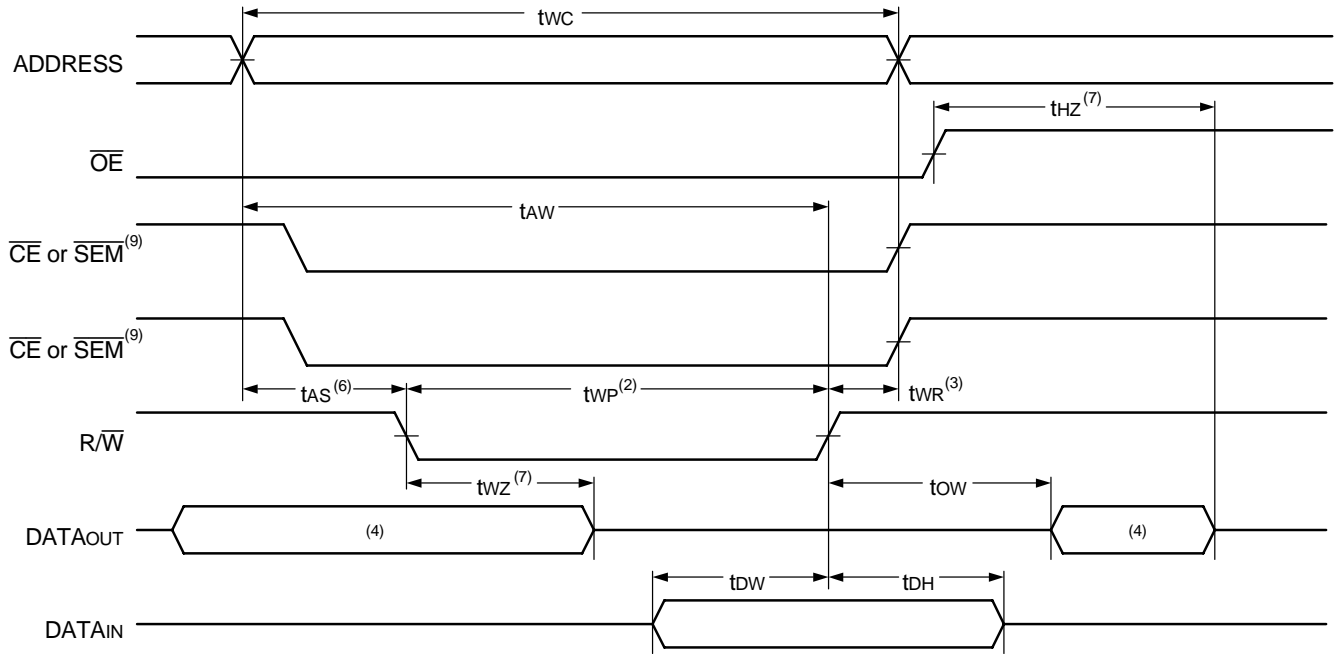 tWC
ADDRESS
tHZ(7)
OE
tAW
CE or SEM(9)
CE or SEM(9)
tAS(6)
tWP(2)
tWR(3)
R/W
tWZ(7)
tOW
DATAOUT
(4)
(4)
tDW
tDH
DATAIN